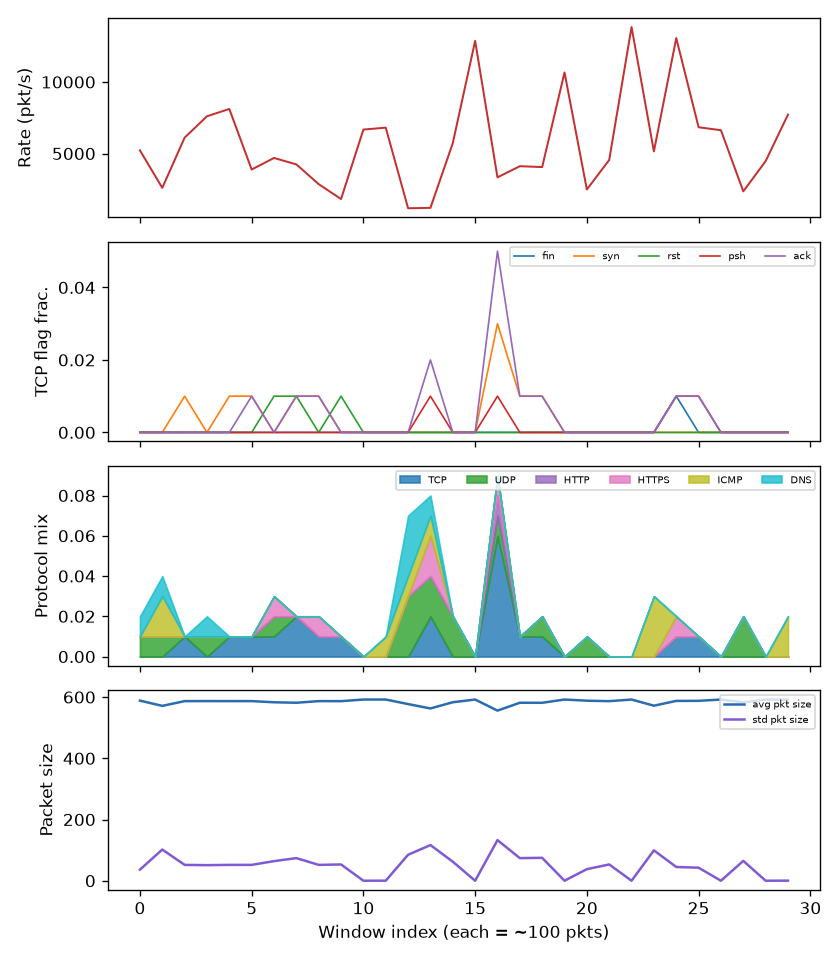 Rate (pkt/s)
10000
5000
TCP flag frac.
0.04
0.02
0.00
fin syn rst psh ack
Protocol mix
0.08
0.06
0.04
0.02
0.00
TCP UDP HTTP HTTPS ICMP DNS
Packet size
600
400
200
0
avg pkt size
std pkt size
0 5 10 15 20 25 30
Window index (each = ~100 pkts)